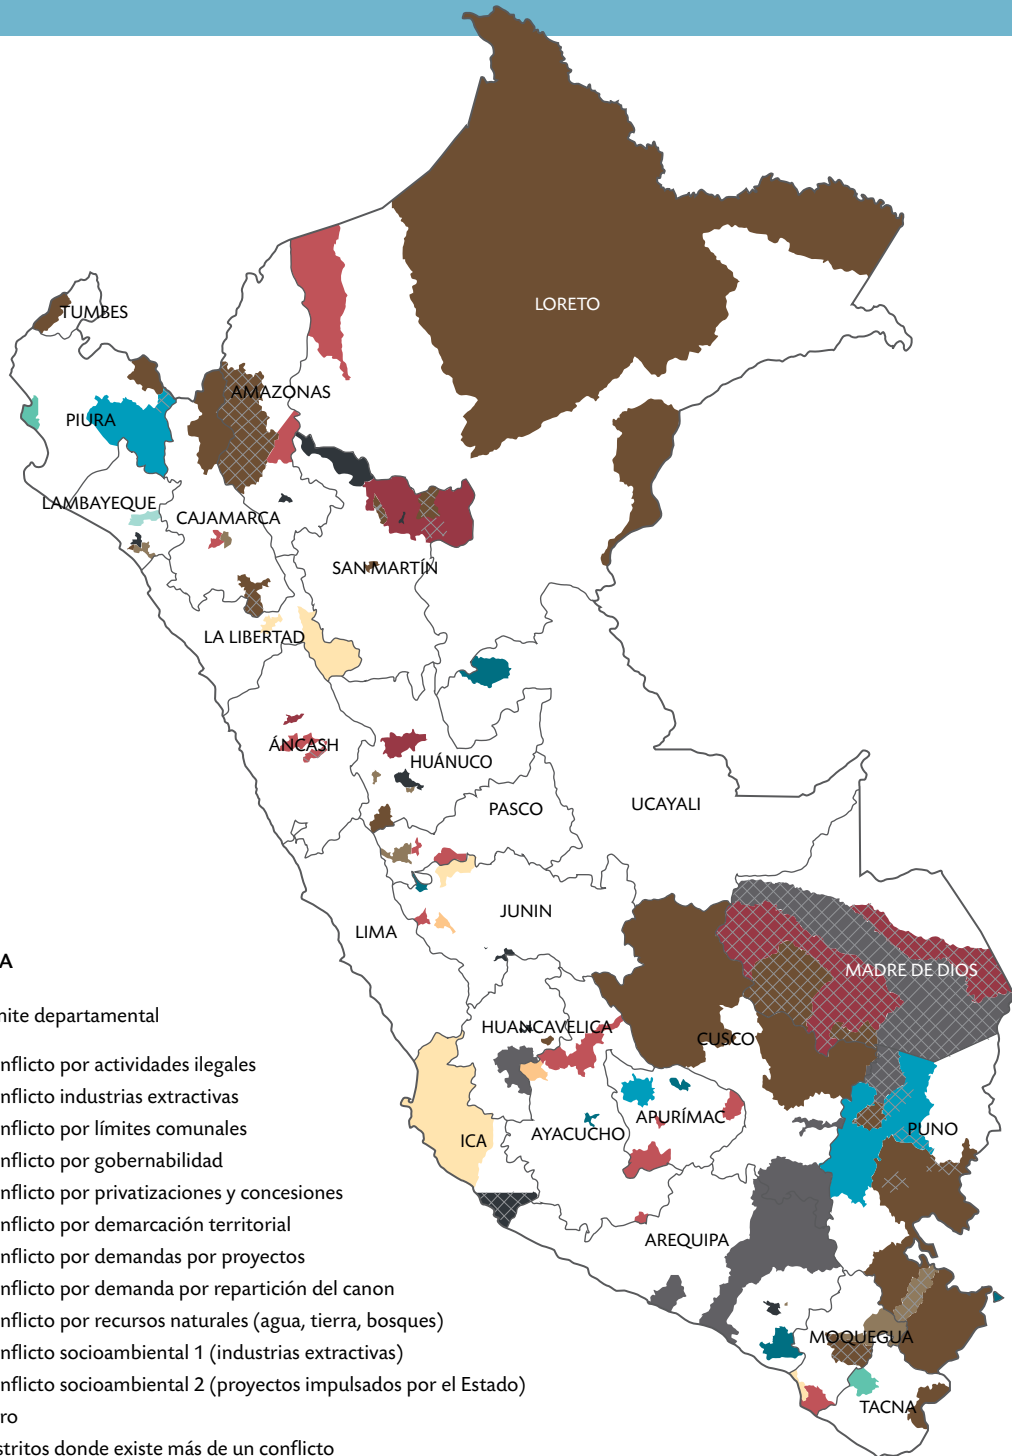 LORETO
TUMBES
AMAZONAS
PIURA
LAMBAYEQUE
CAJAMARCA
SAN MARTÍN
LA LIBERTAD
ÁNCASH
HUÁNUCO
PASCO
UCAYALI
JUNIN
LIMA
MADRE DE DIOS
HUANCAVELICA
CUSCO
APURÍMAC
AYACUCHO
ICA
PUNO
AREQUIPA
MOQUEGUA
TACNA
A
mite departamental
nflicto por actividades ilegales
nflicto industrias extractivas
nflicto por límites comunales
nflicto por gobernabilidad
nflicto por privatizaciones y concesiones
nflicto por demarcación territorial
nflicto por demandas por proyectos
nflicto por demanda por repartición del canon
nflicto por recursos naturales (agua, tierra, bosques)
nflicto socioambiental 1 (industrias extractivas)
nflicto socioambiental 2 (proyectos impulsados por el Estado)
ro
stritos donde existe más de un conflicto